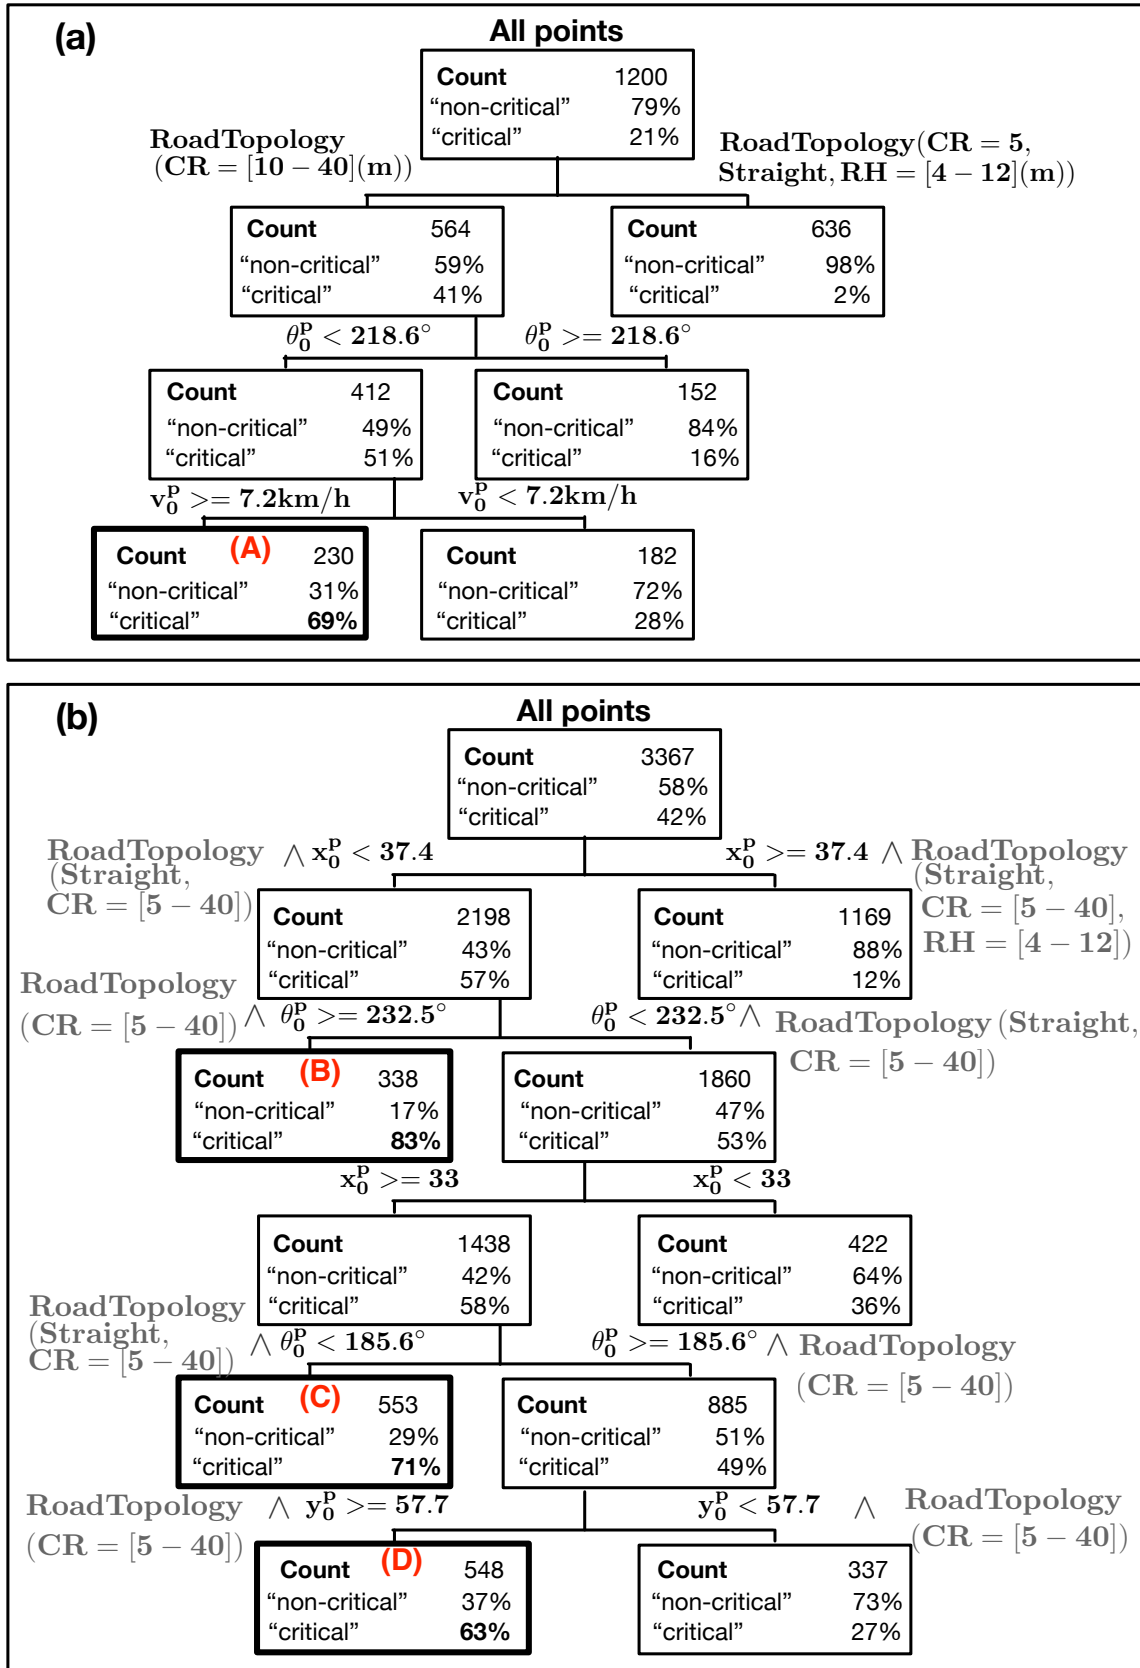 (a)
All points
Count 1200
“non-critical” 79%
“critical” 21%
RoadTopology
(CR = [10 − 40](m))
RoadTopology(CR = 5,
Straight, RH = [4 − 12](m))
Count 564
“non-critical” 59%
“critical” 41%
Count 636
“non-critical” 98%
“critical” 2%
θ₀ᵖ < 218.6°
θ₀ᵖ >= 218.6°
Count 412
“non-critical” 49%
“critical” 51%
Count 152
“non-critical” 84%
“critical” 16%
v₀ᵖ >= 7.2km/h
v₀ᵖ < 7.2km/h
(A)
Count 230
“non-critical” 31%
“critical” 69%
Count 182
“non-critical” 72%
“critical” 28%
(b)
All points
Count 3367
“non-critical” 58%
“critical” 42%
RoadTopology ∧ x₀ᵖ < 37.4
(Straight,
CR = [5 − 40])
x₀ᵖ >= 37.4 ∧ RoadTopology
(Straight,
CR = [5 − 40],
RH = [4 − 12])
Count 2198
“non-critical” 43%
“critical” 57%
Count 1169
“non-critical” 88%
“critical” 12%
RoadTopology
(CR = [5 − 40]) ∧ θ₀ᵖ >= 232.5°
θ₀ᵖ < 232.5° ∧ RoadTopology (Straight,
CR = [5 − 40])
(B)
Count 338
“non-critical” 17%
“critical” 83%
Count 1860
“non-critical” 47%
“critical” 53%
x₀ᵖ >= 33
x₀ᵖ < 33
Count 1438
“non-critical” 42%
“critical” 58%
Count 422
“non-critical” 64%
“critical” 36%
RoadTopology
(Straight,
CR = [5 − 40]) ∧ θ₀ᵖ < 185.6°
θ₀ᵖ >= 185.6° ∧ RoadTopology
(CR = [5 − 40])
(C)
Count 553
“non-critical” 29%
“critical” 71%
Count 885
“non-critical” 51%
“critical” 49%
RoadTopology ∧ y₀ᵖ >= 57.7
(CR = [5 − 40])
y₀ᵖ < 57.7 ∧ RoadTopology
(CR = [5 − 40])
(D)
Count 548
“non-critical” 37%
“critical” 63%
Count 337
“non-critical” 73%
“critical” 27%